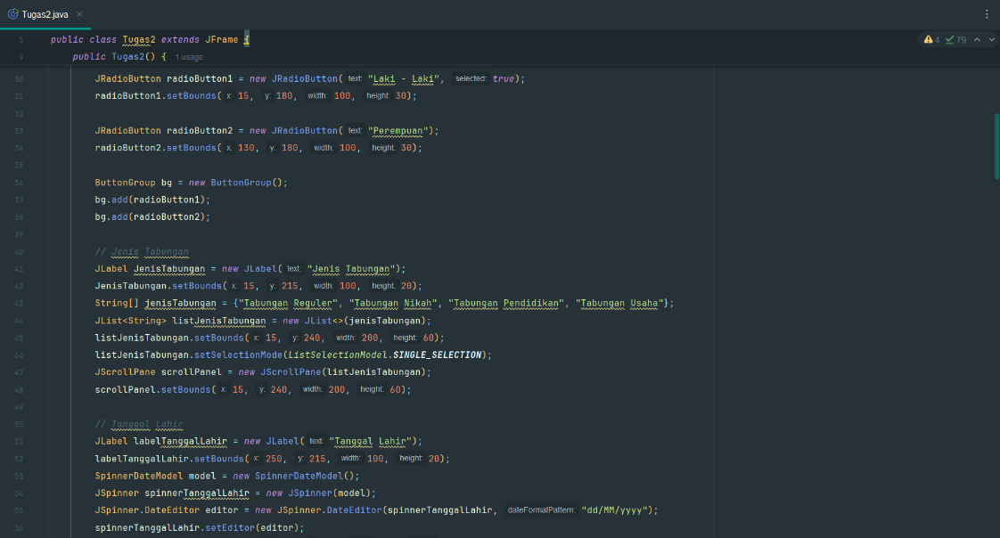 Tugas2.java
5 public class Tugas2 extends JFrame { 4 79
9 public Tugas2() { 1 usage
30 JRadioButton radioButton1 = new JRadioButton( text: "Laki - Laki", selected: true);
31 radioButton1.setBounds( x: 15, y: 180, width: 100, height: 30);
32
33 JRadioButton radioButton2 = new JRadioButton( text: "Perempuan");
34 radioButton2.setBounds( x: 130, y: 180, width: 100, height: 30);
35
36 ButtonGroup bg = new ButtonGroup();
37 bg.add(radioButton1);
38 bg.add(radioButton2);
39
40 // Jenis Tabungan
41 JLabel JenisTabungan = new JLabel( text: "Jenis Tabungan");
42 JenisTabungan.setBounds( x: 15, y: 215, width: 100, height: 20);
43 String[] jenisTabungan = {"Tabungan Reguler", "Tabungan Nikah", "Tabungan Pendidikan", "Tabungan Usaha"};
44 JList<String> listJenisTabungan = new JList<>(jenisTabungan);
45 listJenisTabungan.setBounds( x: 15, y: 240, width: 200, height: 60);
46 listJenisTabungan.setSelectionMode(ListSelectionModel.SINGLE_SELECTION);
47 JScrollPane scrollPanel = new JScrollPane(listJenisTabungan);
48 scrollPanel.setBounds( x: 15, y: 240, width: 200, height: 60);
49
50 // Tanggal Lahir
51 JLabel labelTanggalLahir = new JLabel( text: "Tanggal Lahir");
52 labelTanggalLahir.setBounds( x: 250, y: 215, width: 100, height: 20);
53 SpinnerDateModel model = new SpinnerDateModel();
54 JSpinner spinnerTanggalLahir = new JSpinner(model);
55 JSpinner.DateEditor editor = new JSpinner.DateEditor(spinnerTanggalLahir, dateFormatPattern: "dd/MM/yyyy");
56 spinnerTanggalLahir.setEditor(editor);